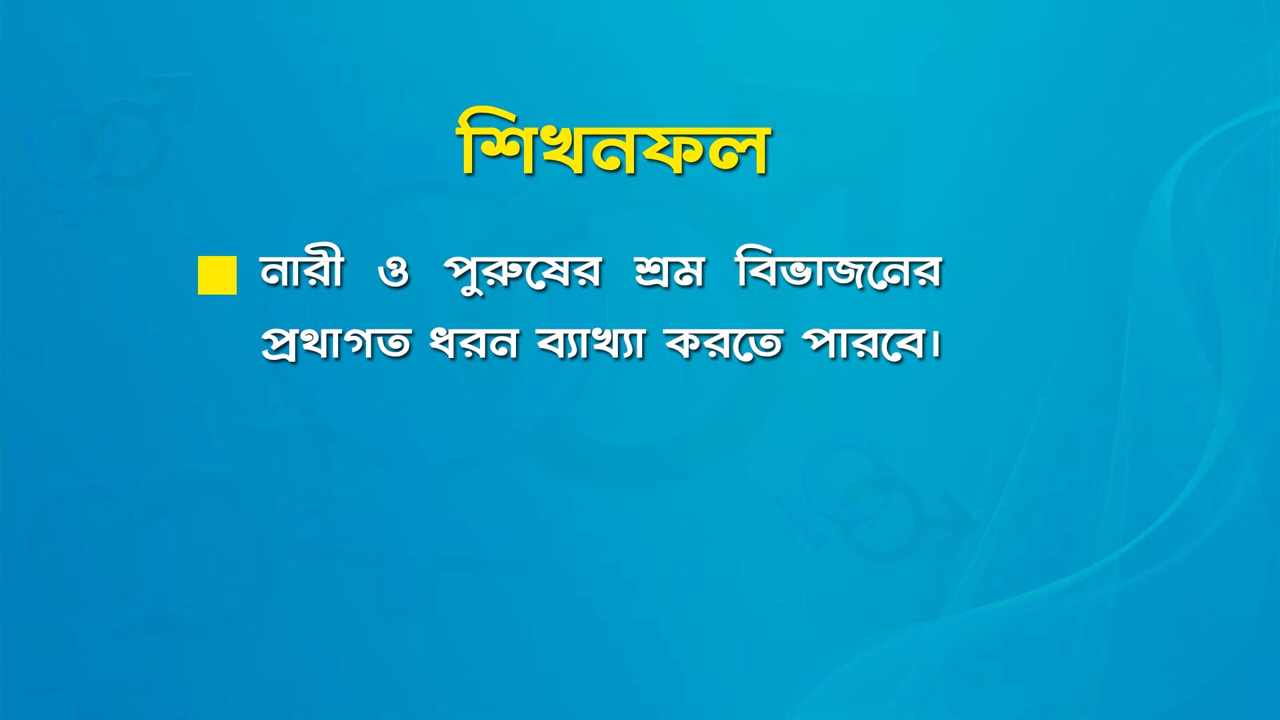 শিখনফল
নারী ও পুরুষের শ্রম বিভাজনের
প্রথাগত ধরন ব্যাখ্যা করতে পারবে।